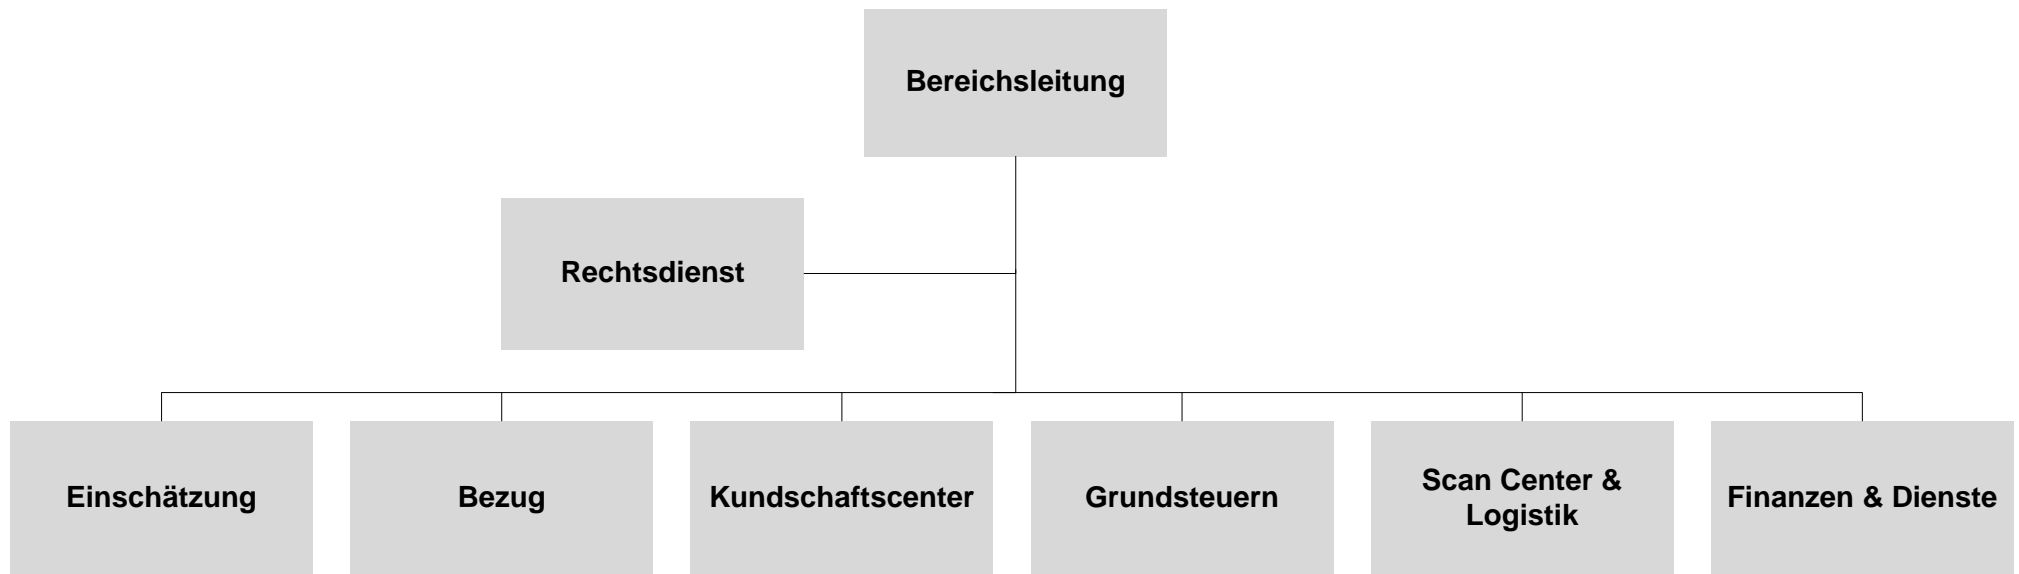 Bereichsleitung
Rechtsdienst
Einschätzung
Bezug
Kundschaftscenter
Grundsteuern
Scan Center &
Logistik
Finanzen & Dienste